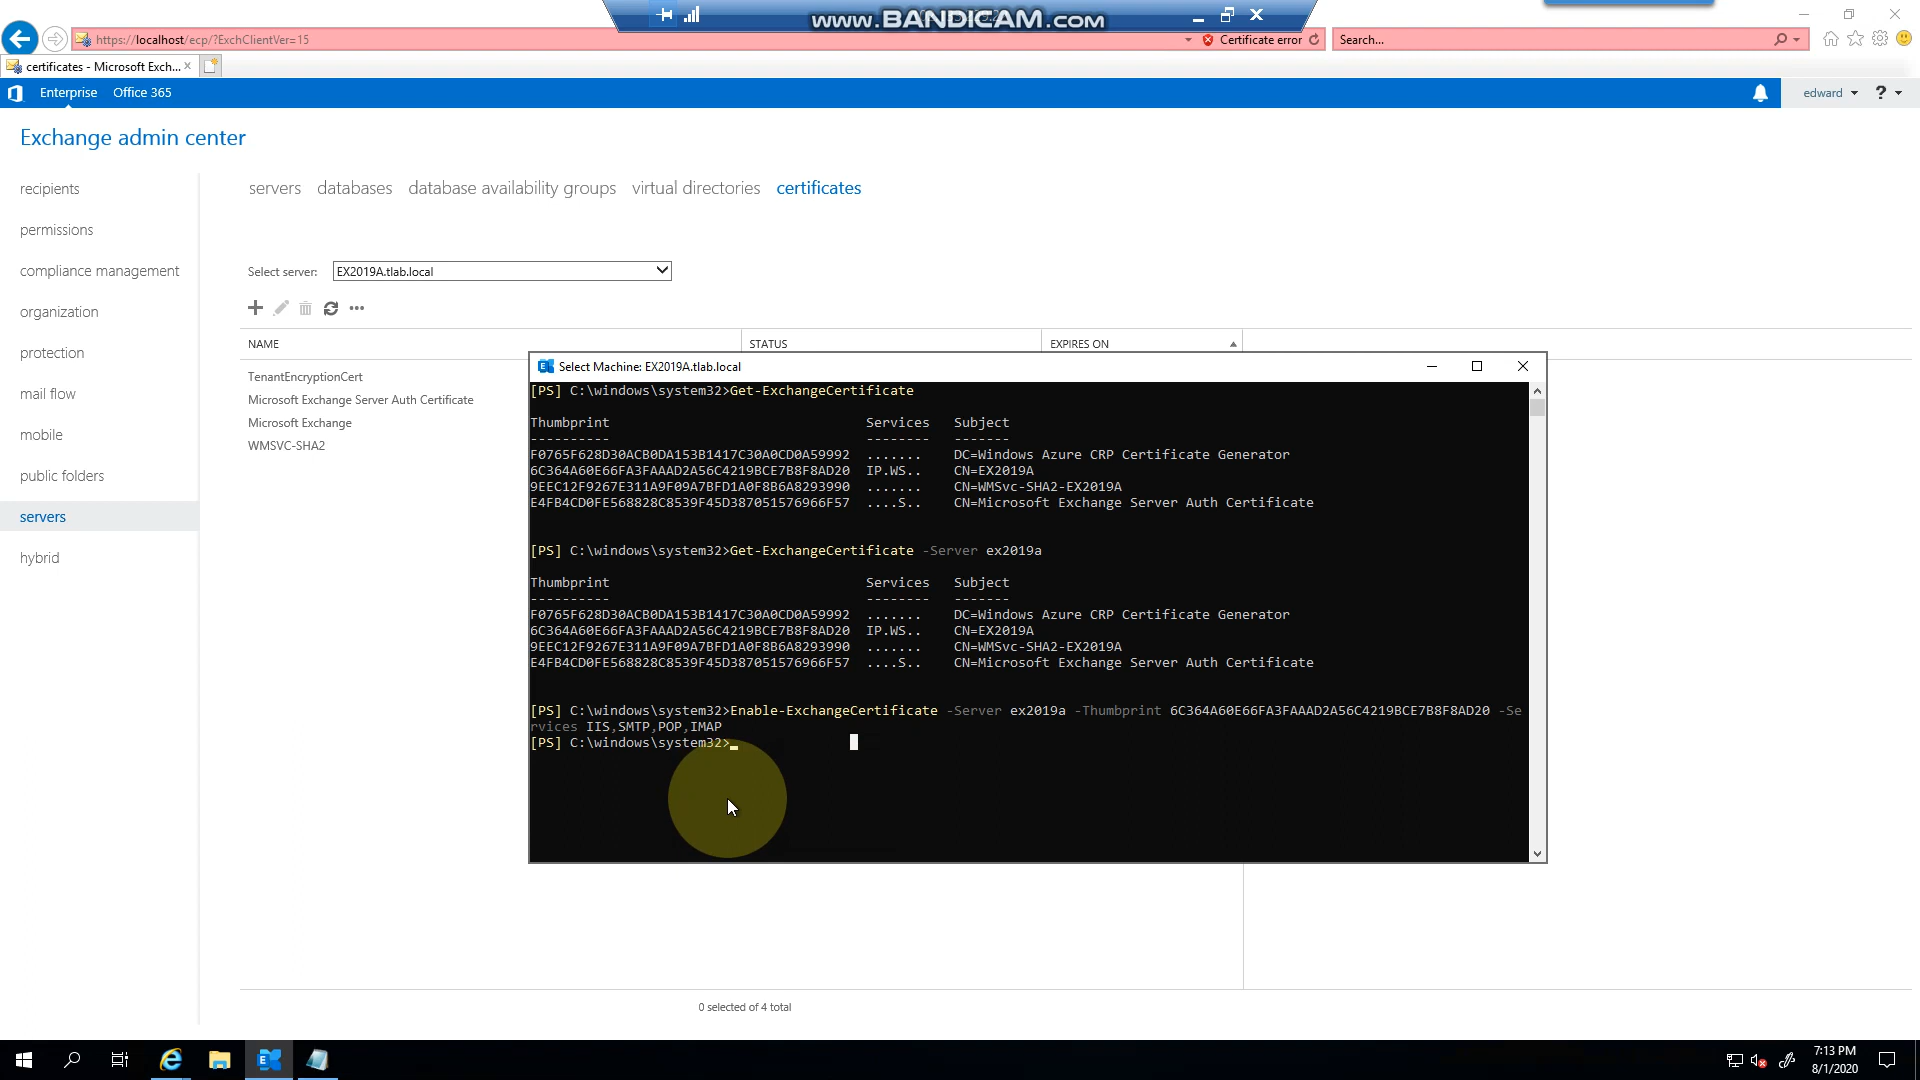 www.BANDICAM.com
https://localhost/ecp/?ExchClientVer=15
Certificate error
Search...
certificates - Microsoft Exch...
Enterprise
Office 365
edward
?
Exchange admin center
recipients
permissions
compliance management
organization
protection
mail flow
mobile
public folders
servers
hybrid
servers
databases
database availability groups
virtual directories
certificates
Select server:
EX2019A.tlab.local
NAME
STATUS
EXPIRES ON
TenantEncryptionCert
Microsoft Exchange Server Auth Certificate
Microsoft Exchange
WMSVC-SHA2
Select Machine: EX2019A.tlab.local
[PS] C:\windows\system32>Get-ExchangeCertificate
Thumbprint Services Subject
---------- -------- -------
F0765F628D30ACB0DA153B1417C30A0CD0A59992 ....... DC=Windows Azure CRP Certificate Generator
6C364A60E66FA3FAAAD2A56C4219BCE7B8F8AD20 IP.WS.. CN=EX2019A
9EEC12F9267E311A9F09A7BFD1A0F8B6A8293990 ....... CN=WMSvc-SHA2-EX2019A
E4FB4CD0FE568828C8539F45D387051576966F57 ....S.. CN=Microsoft Exchange Server Auth Certificate
[PS] C:\windows\system32>Get-ExchangeCertificate -Server ex2019a
Thumbprint Services Subject
---------- -------- -------
F0765F628D30ACB0DA153B1417C30A0CD0A59992 ....... DC=Windows Azure CRP Certificate Generator
6C364A60E66FA3FAAAD2A56C4219BCE7B8F8AD20 IP.WS.. CN=EX2019A
9EEC12F9267E311A9F09A7BFD1A0F8B6A8293990 ....... CN=WMSvc-SHA2-EX2019A
E4FB4CD0FE568828C8539F45D387051576966F57 ....S.. CN=Microsoft Exchange Server Auth Certificate
[PS] C:\windows\system32>Enable-ExchangeCertificate -Server ex2019a -Thumbprint 6C364A60E66FA3FAAAD2A56C4219BCE7B8F8AD20 -Se
rvices IIS,SMTP,POP,IMAP
[PS] C:\windows\system32>_
0 selected of 4 total
7:13 PM
8/1/2020